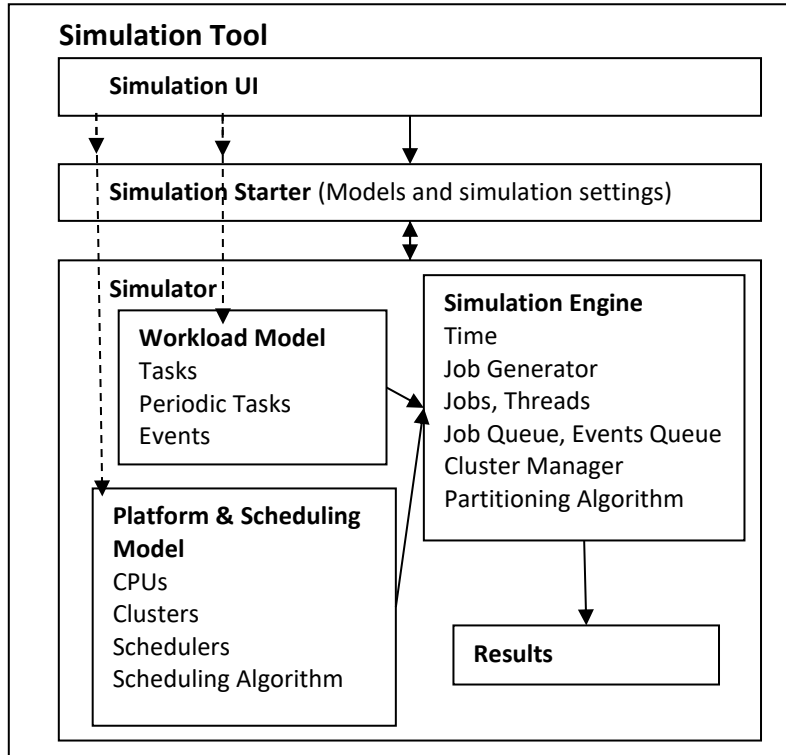 Simulation Tool
Simulation UI
Simulation Starter (Models and simulation settings)
Simulator
Workload Model
Tasks
Periodic Tasks
Events
Platform & Scheduling
Model
CPUs
Clusters
Schedulers
Scheduling Algorithm
Simulation Engine
Time
Job Generator
Jobs, Threads
Job Queue, Events Queue
Cluster Manager
Partitioning Algorithm
Results